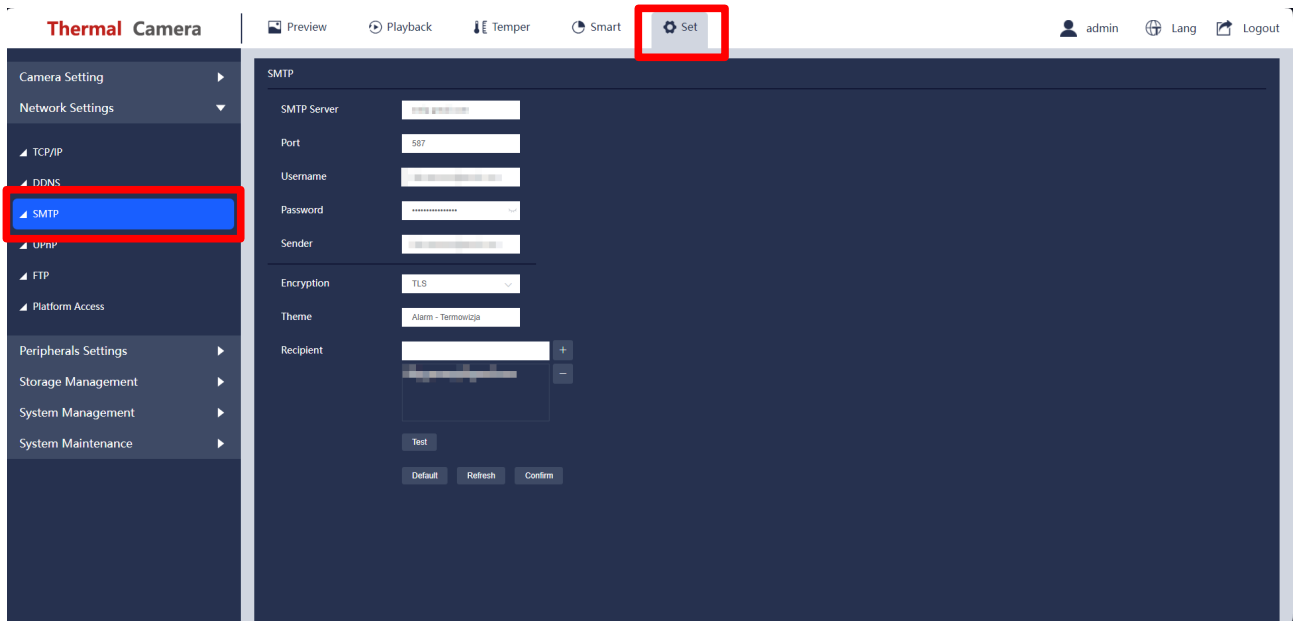 Thermal Camera
Preview
Playback
Temper
Smart
Set
admin
Lang
Logout
Camera Setting
Network Settings
TCP/IP
DDNS
SMTP
UPnP
FTP
Platform Access
Peripherals Settings
Storage Management
System Management
System Maintenance
SMTP
SMTP Server
Port
587
Username
Password
Sender
Encryption
TLS
Theme
Alarm - Termowizja
Recipient
+
−
Test
Default
Refresh
Confirm